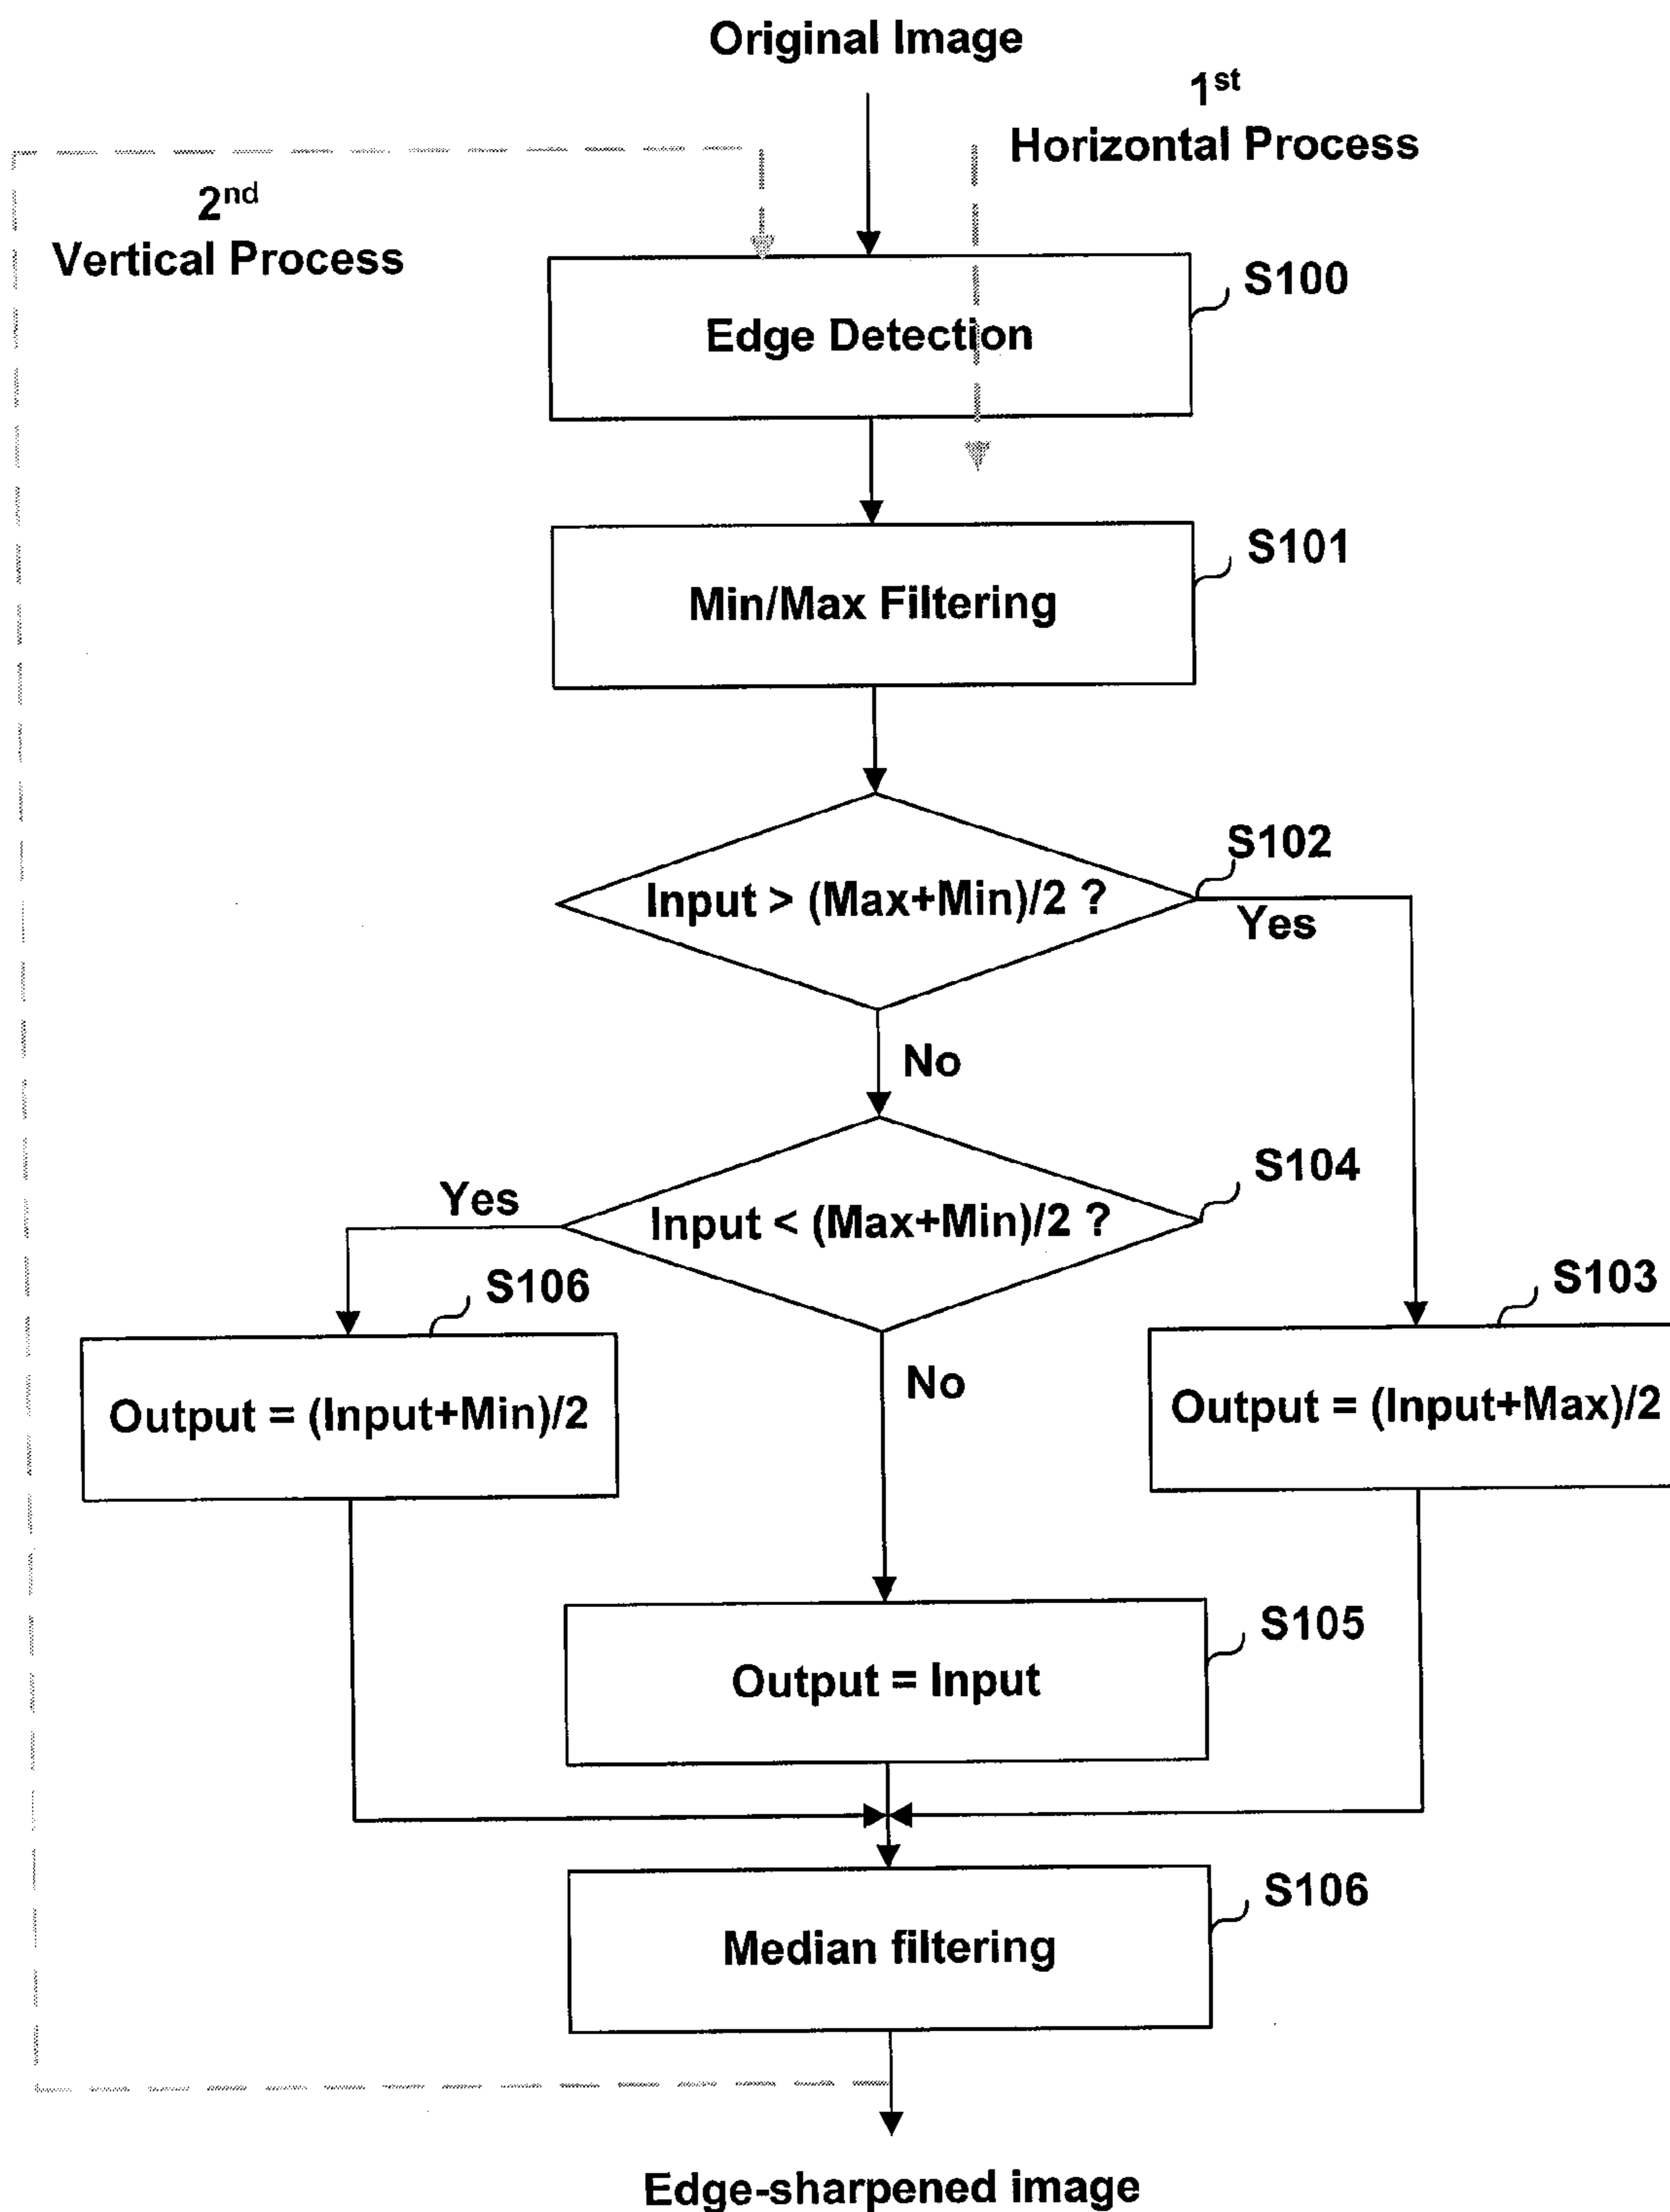 Original Image
1st
Horizontal Process
2nd
Vertical Process
S100
Edge Detection
S101
Min/Max Filtering
S102
Input > (Max+Min)/2 ?
Yes
No
S104
Yes
Input < (Max+Min)/2 ?
S106
S103
No
Output = (Input+Min)/2
Output = (Input+Max)/2
S105
Output = Input
S106
Median filtering
Edge-sharpened image